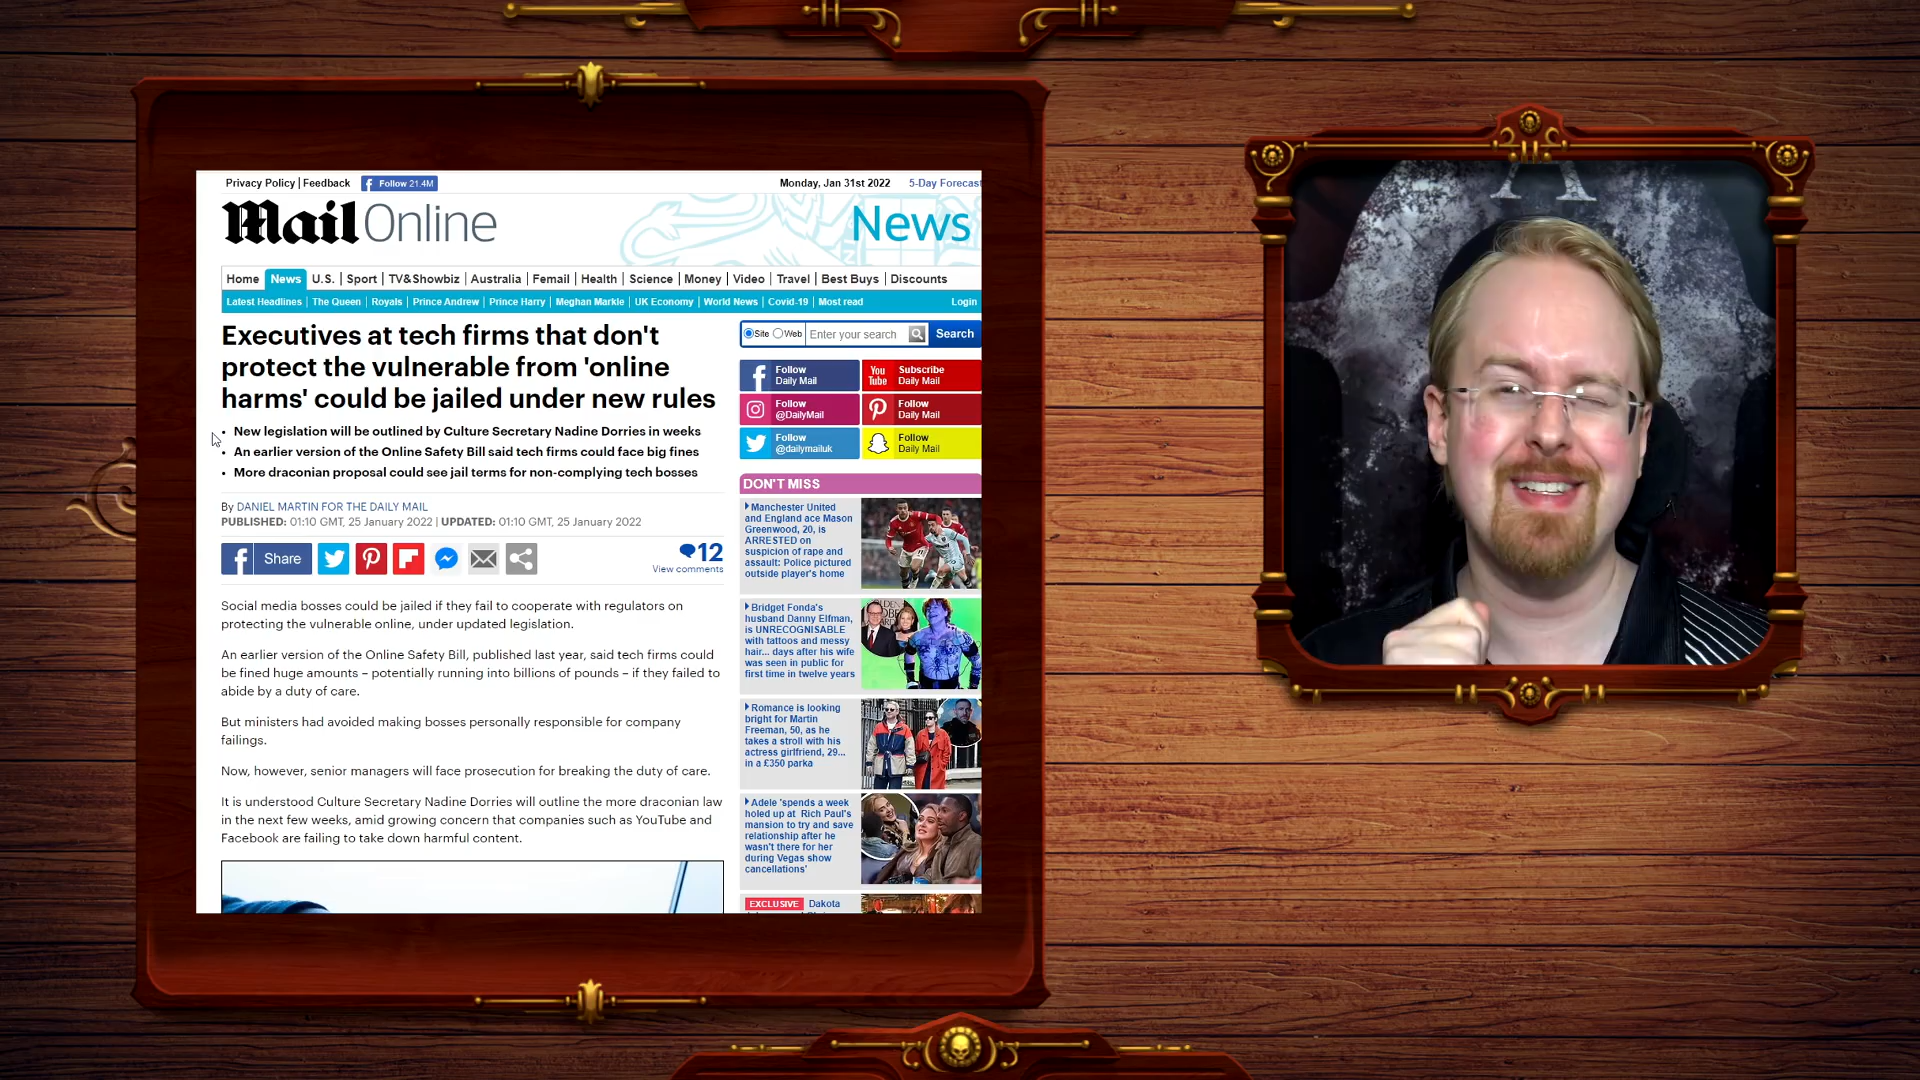 Privacy Policy | Feedback
Follow 21.4M
Monday, Jan 31st 2022
5-Day Forecas
Mail Online
News
Home
News
U.S. | Sport | TV&Showbiz | Australia | Femail | Health | Science | Money | Video | Travel | Best Buys | Discounts
Latest Headlines | The Queen | Royals | Prince Andrew | Prince Harry | Meghan Markle | UK Economy | World News | Covid-19 | Most read
Login
Executives at tech firms that don't
protect the vulnerable from 'online
harms' could be jailed under new rules
• New legislation will be outlined by Culture Secretary Nadine Dorries in weeks
• An earlier version of the Online Safety Bill said tech firms could face big fines
• More draconian proposal could see jail terms for non-complying tech bosses
By DANIEL MARTIN FOR THE DAILY MAIL
PUBLISHED: 01:10 GMT, 25 January 2022 | UPDATED: 01:10 GMT, 25 January 2022
Share
12
View comments
Social media bosses could be jailed if they fail to cooperate with regulators on
protecting the vulnerable online, under updated legislation.
An earlier version of the Online Safety Bill, published last year, said tech firms could
be fined huge amounts – potentially running into billions of pounds – if they failed to
abide by a duty of care.
But ministers had avoided making bosses personally responsible for company
failings.
Now, however, senior managers will face prosecution for breaking the duty of care.
It is understood Culture Secretary Nadine Dorries will outline the more draconian law
in the next few weeks, amid growing concern that companies such as YouTube and
Facebook are failing to take down harmful content.
Site
Web
Enter your search
Search
Follow
Daily Mail
You
Tube
Subscribe
Daily Mail
Follow
@DailyMail
Follow
Daily Mail
Follow
@dailymailuk
Follow
Daily Mail
DON'T MISS
Manchester United
and England ace Mason
Greenwood, 20, is
ARRESTED on
suspicion of rape and
assault: Police pictured
outside player's home
Bridget Fonda's
husband Danny Elfman,
is UNRECOGNISABLE
with tattoos and messy
hair... days after his wife
was seen in public for
first time in twelve years
Romance is looking
bright for Martin
Freeman, 50, as he
takes a stroll with his
actress girlfriend, 29...
in a £350 parka
Adele 'spends a week
holed up at Rich Paul's
mansion to try and save
relationship after he
wasn't there for her
during Vegas show
cancellations'
EXCLUSIVE Dakota